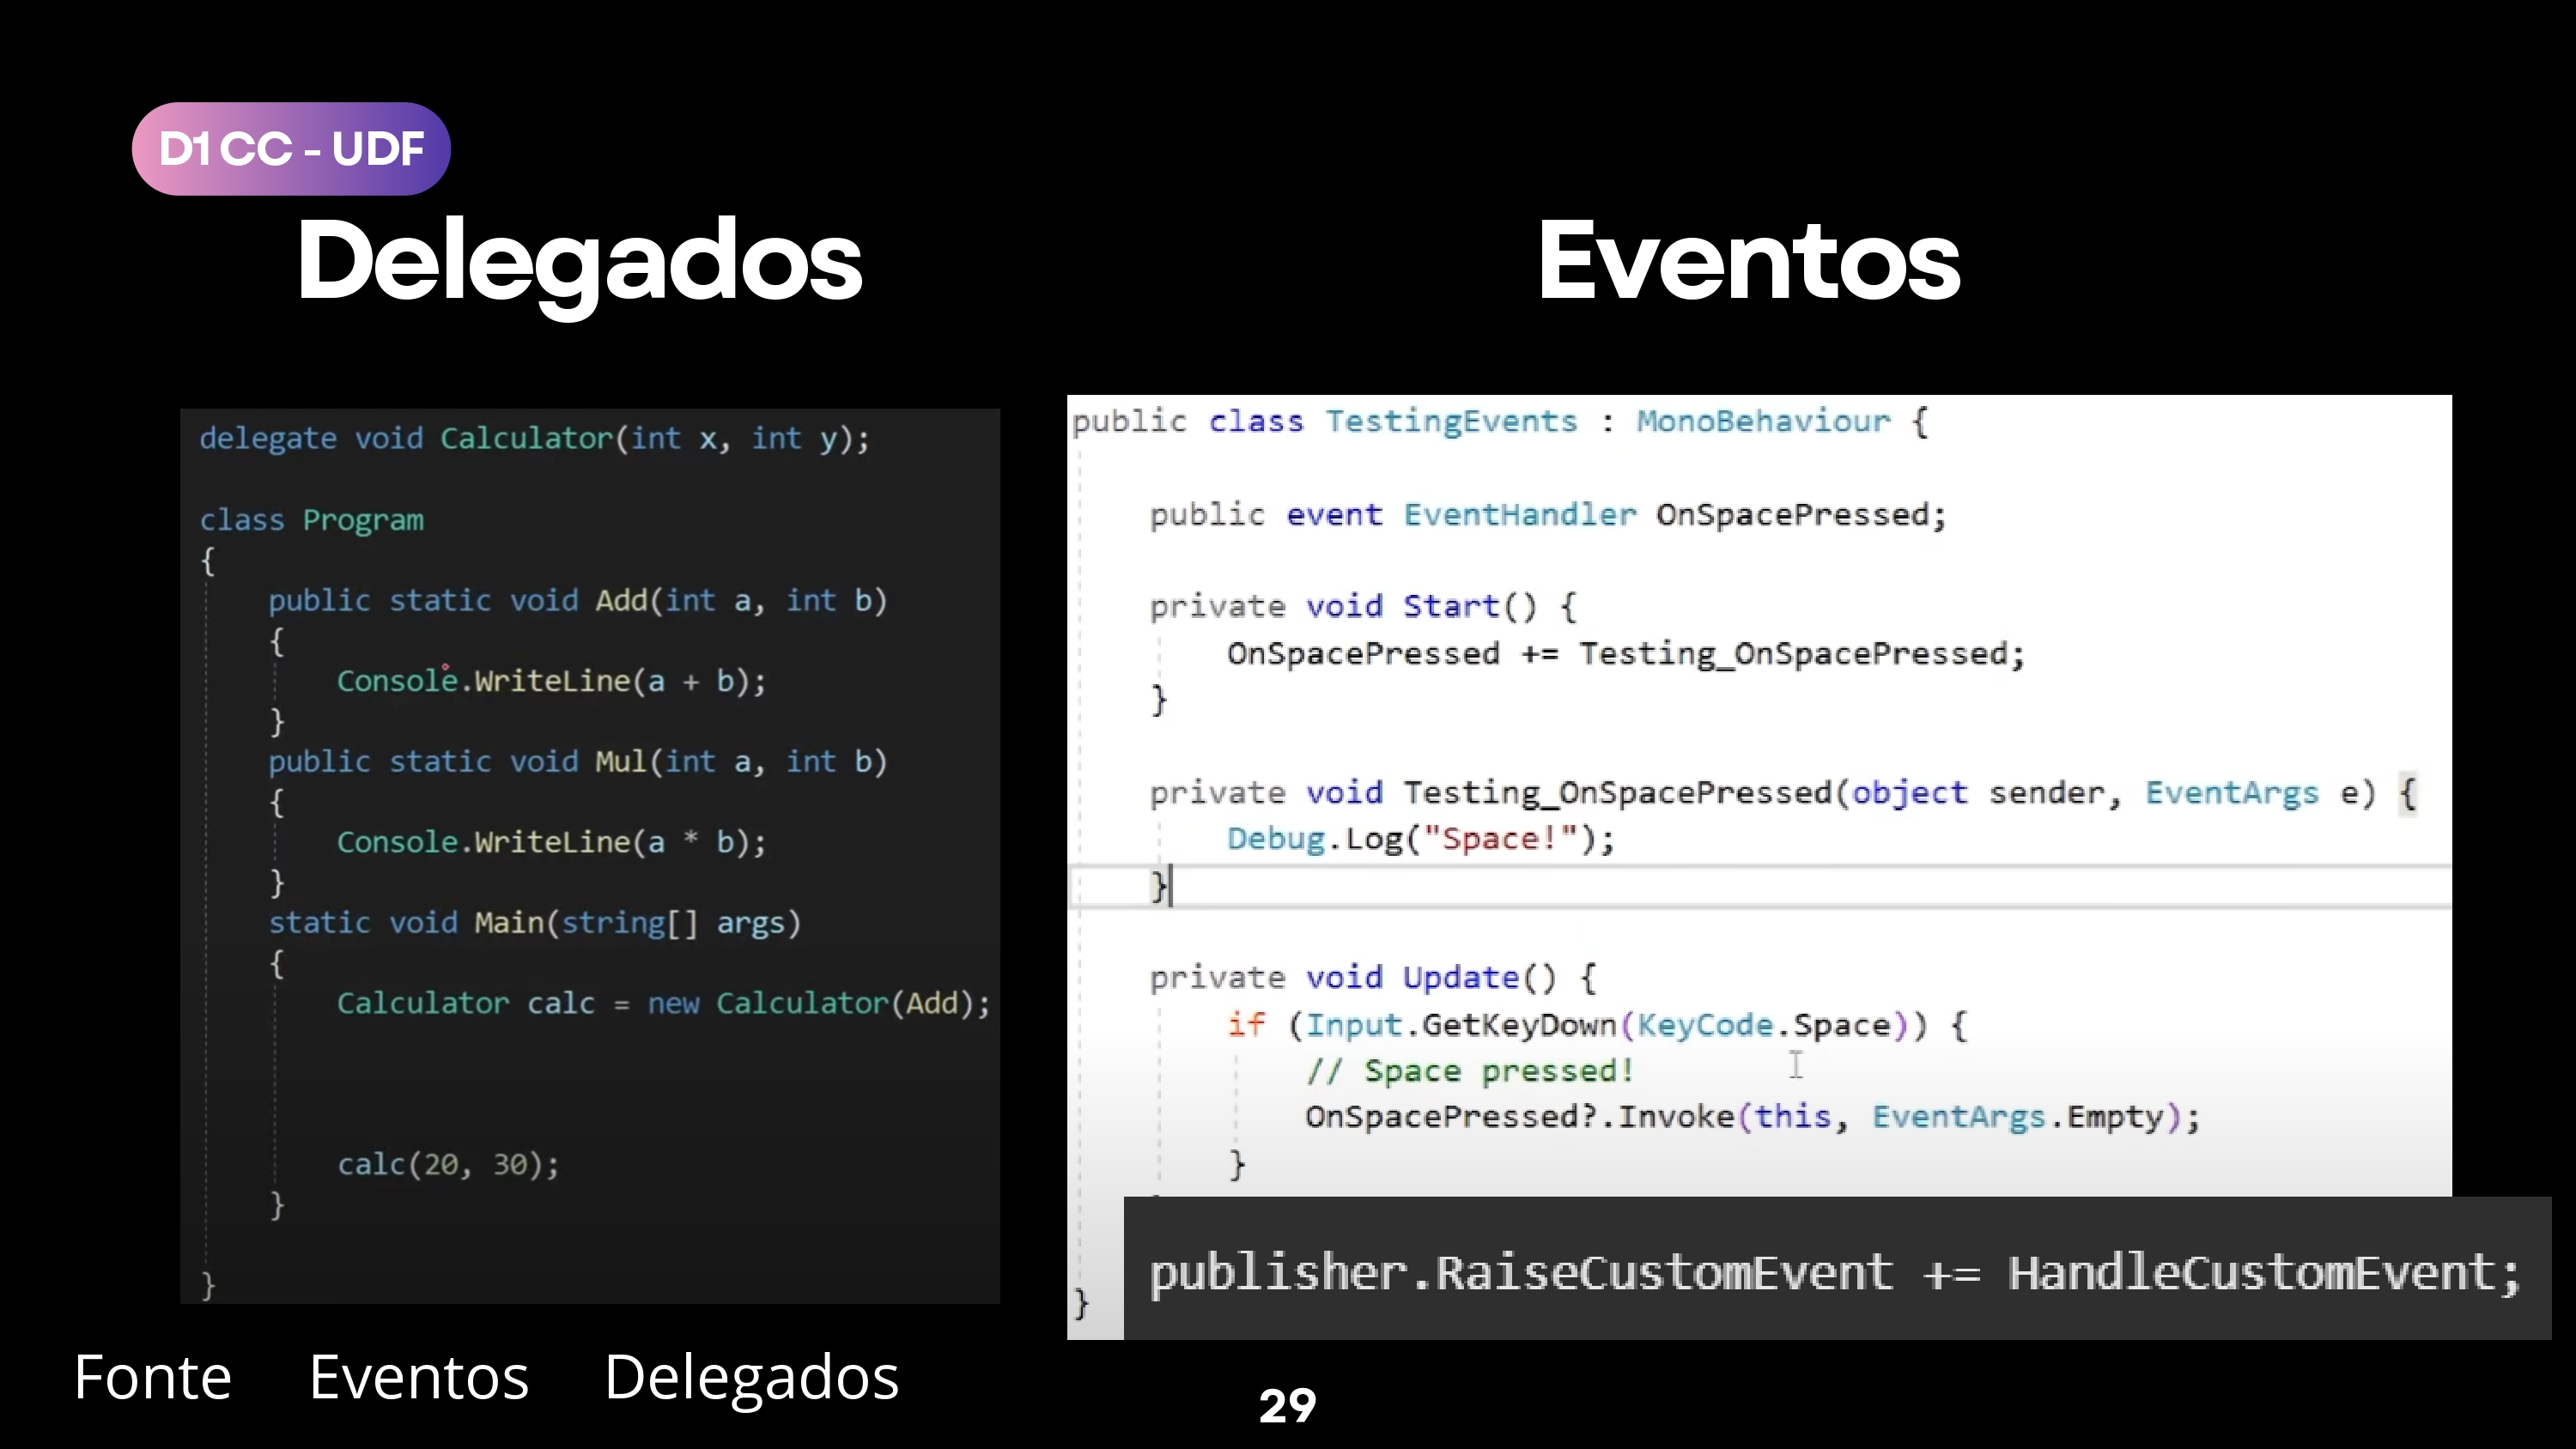 D1 CC - UDF
Delegados
delegate void Calculator(int x, int y);
class Program
{
public static void Add(int a, int b)
{
Console.WriteLine(a + b);
}
public static void Mul(int a, int b)
{
Console.WriteLine(a * b);
}
static void Main(string[] args)
{
Calculator calc = new Calculator(Add);
calc(20, 30);
}
}
Eventos
public class TestingEvents : MonoBehaviour {
public event EventHandler OnSpacePressed;
private void Start() {
OnSpacePressed += Testing_OnSpacePressed;
}
private void Testing_OnSpacePressed(object sender, EventArgs e) {
Debug.Log("Space!");
}
private void Update() {
if (Input.GetKeyDown(KeyCode.Space)) {
// Space pressed!
OnSpacePressed?.Invoke(this, EventArgs.Empty);
}
}
publisher.RaiseCustomEvent += HandleCustomEvent;
Fonte Eventos Delegados
29